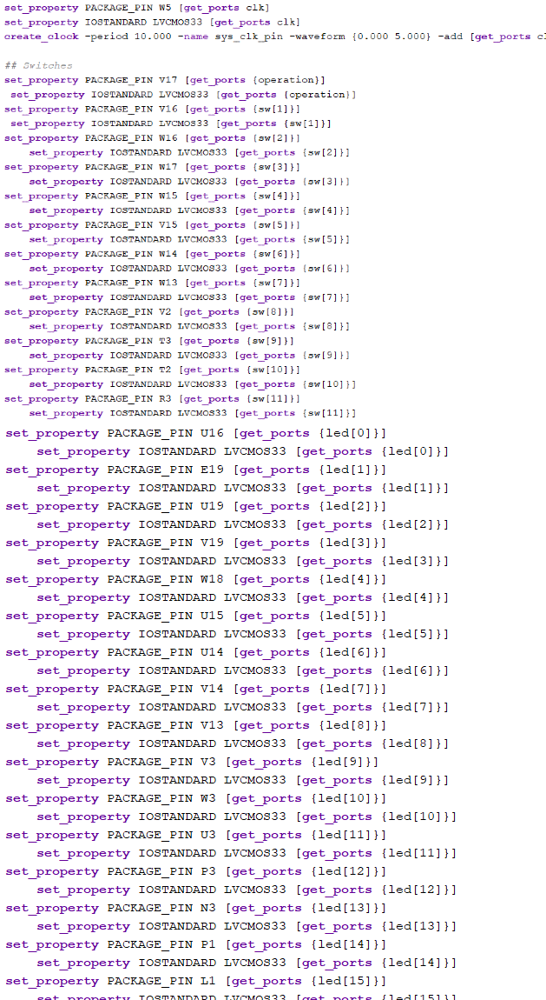 set_property PACKAGE_PIN W5 [get_ports clk]
set_property IOSTANDARD LVCMOS33 [get_ports clk]
create_clock -period 10.000 -name sys_clk_pin -waveform {0.000 5.000} -add [get_ports cl
## Switches
set_property PACKAGE_PIN V17 [get_ports {operation}]
set_property IOSTANDARD LVCMOS33 [get_ports {operation}]
set_property PACKAGE_PIN V16 [get_ports {sw[1]}]
set_property IOSTANDARD LVCMOS33 [get_ports {sw[1]}]
set_property PACKAGE_PIN W16 [get_ports {sw[2]}]
set_property IOSTANDARD LVCMOS33 [get_ports {sw[2]}]
set_property PACKAGE_PIN W17 [get_ports {sw[3]}]
set_property IOSTANDARD LVCMOS33 [get_ports {sw[3]}]
set_property PACKAGE_PIN W15 [get_ports {sw[4]}]
set_property IOSTANDARD LVCMOS33 [get_ports {sw[4]}]
set_property PACKAGE_PIN V15 [get_ports {sw[5]}]
set_property IOSTANDARD LVCMOS33 [get_ports {sw[5]}]
set_property PACKAGE_PIN W14 [get_ports {sw[6]}]
set_property IOSTANDARD LVCMOS33 [get_ports {sw[6]}]
set_property PACKAGE_PIN W13 [get_ports {sw[7]}]
set_property IOSTANDARD LVCMOS33 [get_ports {sw[7]}]
set_property PACKAGE_PIN V2 [get_ports {sw[8]}]
set_property IOSTANDARD LVCMOS33 [get_ports {sw[8]}]
set_property PACKAGE_PIN T3 [get_ports {sw[9]}]
set_property IOSTANDARD LVCMOS33 [get_ports {sw[9]}]
set_property PACKAGE_PIN T2 [get_ports {sw[10]}]
set_property IOSTANDARD LVCMOS33 [get_ports {sw[10]}]
set_property PACKAGE_PIN R3 [get_ports {sw[11]}]
set_property IOSTANDARD LVCMOS33 [get_ports {sw[11]}]
set_property PACKAGE_PIN U16 [get_ports {led[0]}]
set_property IOSTANDARD LVCMOS33 [get_ports {led[0]}]
set_property PACKAGE_PIN E19 [get_ports {led[1]}]
set_property IOSTANDARD LVCMOS33 [get_ports {led[1]}]
set_property PACKAGE_PIN U19 [get_ports {led[2]}]
set_property IOSTANDARD LVCMOS33 [get_ports {led[2]}]
set_property PACKAGE_PIN V19 [get_ports {led[3]}]
set_property IOSTANDARD LVCMOS33 [get_ports {led[3]}]
set_property PACKAGE_PIN W18 [get_ports {led[4]}]
set_property IOSTANDARD LVCMOS33 [get_ports {led[4]}]
set_property PACKAGE_PIN U15 [get_ports {led[5]}]
set_property IOSTANDARD LVCMOS33 [get_ports {led[5]}]
set_property PACKAGE_PIN U14 [get_ports {led[6]}]
set_property IOSTANDARD LVCMOS33 [get_ports {led[6]}]
set_property PACKAGE_PIN V14 [get_ports {led[7]}]
set_property IOSTANDARD LVCMOS33 [get_ports {led[7]}]
set_property PACKAGE_PIN V13 [get_ports {led[8]}]
set_property IOSTANDARD LVCMOS33 [get_ports {led[8]}]
set_property PACKAGE_PIN V3 [get_ports {led[9]}]
set_property IOSTANDARD LVCMOS33 [get_ports {led[9]}]
set_property PACKAGE_PIN W3 [get_ports {led[10]}]
set_property IOSTANDARD LVCMOS33 [get_ports {led[10]}]
set_property PACKAGE_PIN U3 [get_ports {led[11]}]
set_property IOSTANDARD LVCMOS33 [get_ports {led[11]}]
set_property PACKAGE_PIN P3 [get_ports {led[12]}]
set_property IOSTANDARD LVCMOS33 [get_ports {led[12]}]
set_property PACKAGE_PIN N3 [get_ports {led[13]}]
set_property IOSTANDARD LVCMOS33 [get_ports {led[13]}]
set_property PACKAGE_PIN P1 [get_ports {led[14]}]
set_property IOSTANDARD LVCMOS33 [get_ports {led[14]}]
set_property PACKAGE_PIN L1 [get_ports {led[15]}]
set_property IOSTANDARD LVCMOS33 [get_ports {led[15]}]